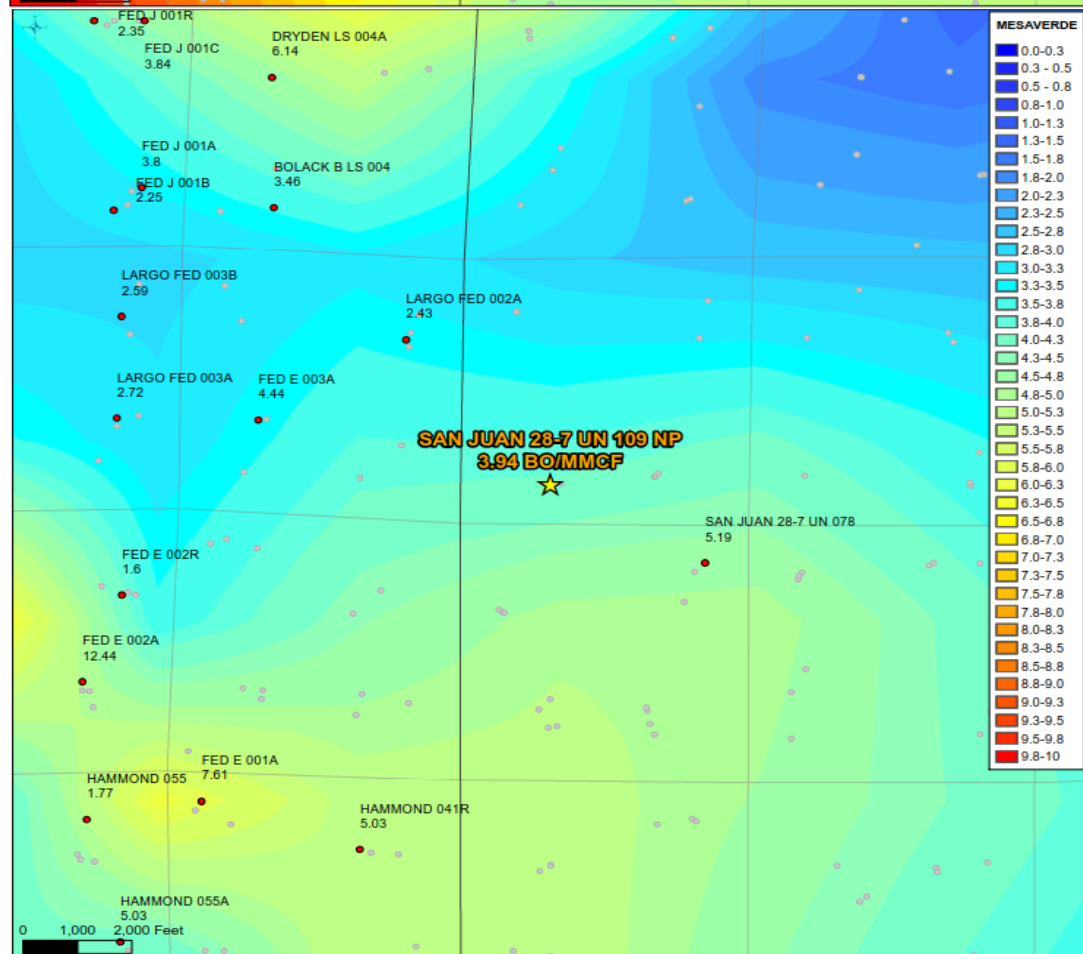 FED J 001R
2.35
FED J 001C
3.84
DRYDEN LS 004A
6.14
FED J 001A
3.8
FED J 001B
2.25
BOLACK B LS 004
3.46
LARGO FED 003B
2.59
LARGO FED 002A
2.43
LARGO FED 003A
2.72
FED E 003A
4.44
SAN JUAN 28-7 UN 109 NP
3.94 BO/MMCF
SAN JUAN 28-7 UN 078
5.19
FED E 002R
1.6
FED E 002A
12.44
FED E 001A
7.61
HAMMOND 055
1.77
HAMMOND 041R
5.03
HAMMOND 055A
5.03
0 1,000 2,000 Feet
MESAVERDE
0.0-0.3
0.3 - 0.5
0.5 - 0.8
0.8-1.0
1.0-1.3
1.3-1.5
1.5-1.8
1.8-2.0
2.0-2.3
2.3-2.5
2.5-2.8
2.8-3.0
3.0-3.3
3.3-3.5
3.5-3.8
3.8-4.0
4.0-4.3
4.3-4.5
4.5-4.8
4.8-5.0
5.0-5.3
5.3-5.5
5.5-5.8
5.8-6.0
6.0-6.3
6.3-6.5
6.5-6.8
6.8-7.0
7.0-7.3
7.3-7.5
7.5-7.8
7.8-8.0
8.0-8.3
8.3-8.5
8.5-8.8
8.8-9.0
9.0-9.3
9.3-9.5
9.5-9.8
9.8-10